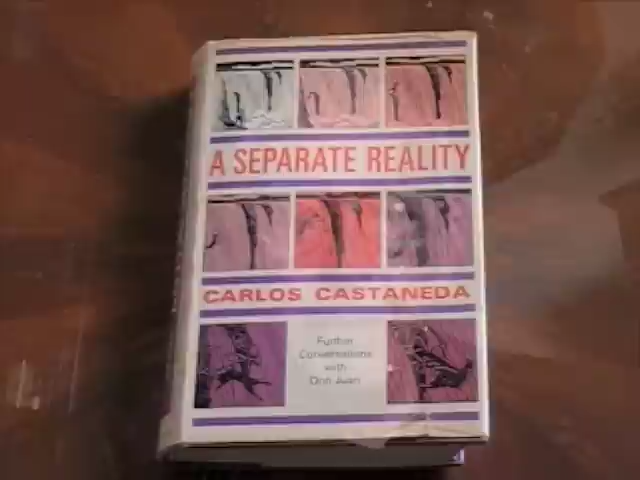 A SEPARATE REALITY
CARLOS CASTANEDA
Further
Conversations
with
Don Juan